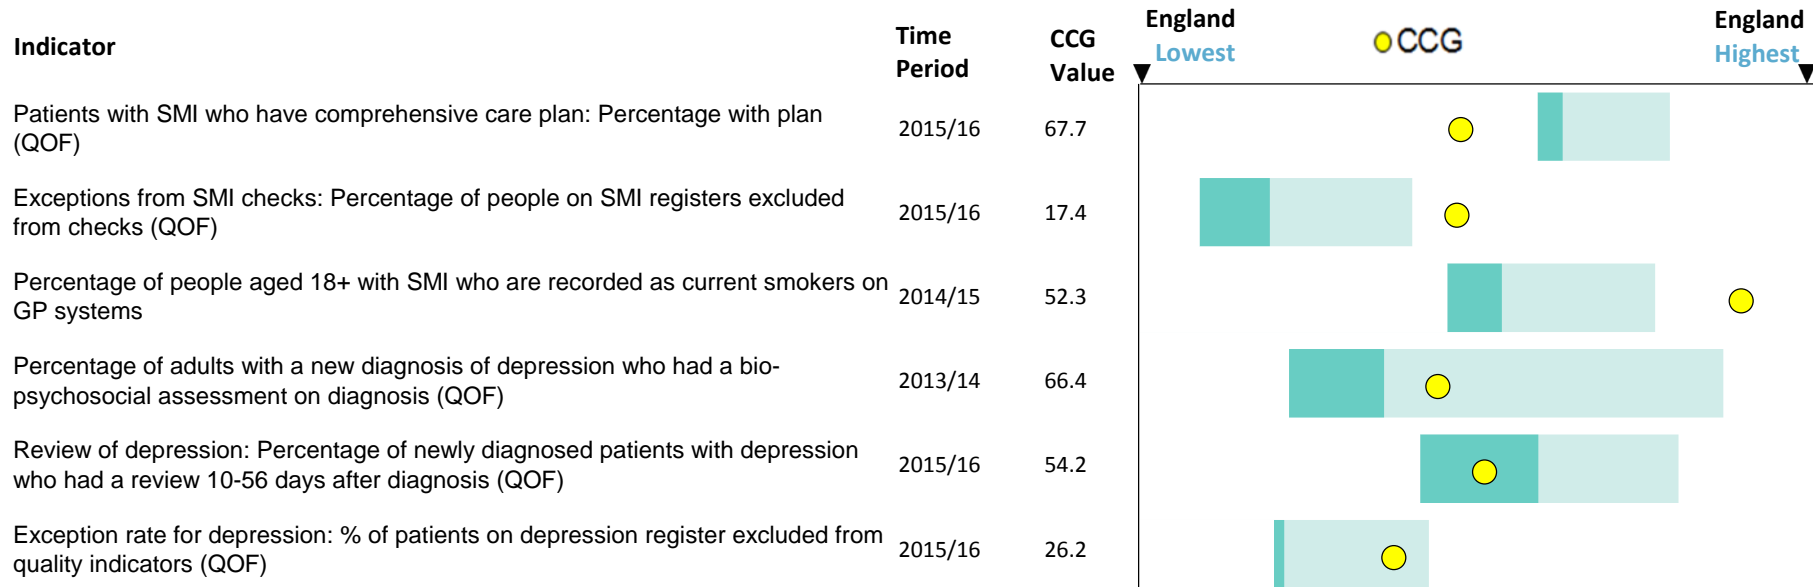 Indicator
Time
Period
CCG
Value
England
Lowest
CCG
England
Highest
Patients with SMI who have comprehensive care plan: Percentage with plan
(QOF)
2015/16
67.7
Exceptions from SMI checks: Percentage of people on SMI registers excluded
from checks (QOF)
2015/16
17.4
Percentage of people aged 18+ with SMI who are recorded as current smokers on
GP systems
2014/15
52.3
Percentage of adults with a new diagnosis of depression who had a bio-
psychosocial assessment on diagnosis (QOF)
2013/14
66.4
Review of depression: Percentage of newly diagnosed patients with depression
who had a review 10-56 days after diagnosis (QOF)
2015/16
54.2
Exception rate for depression: % of patients on depression register excluded from
quality indicators (QOF)
2015/16
26.2